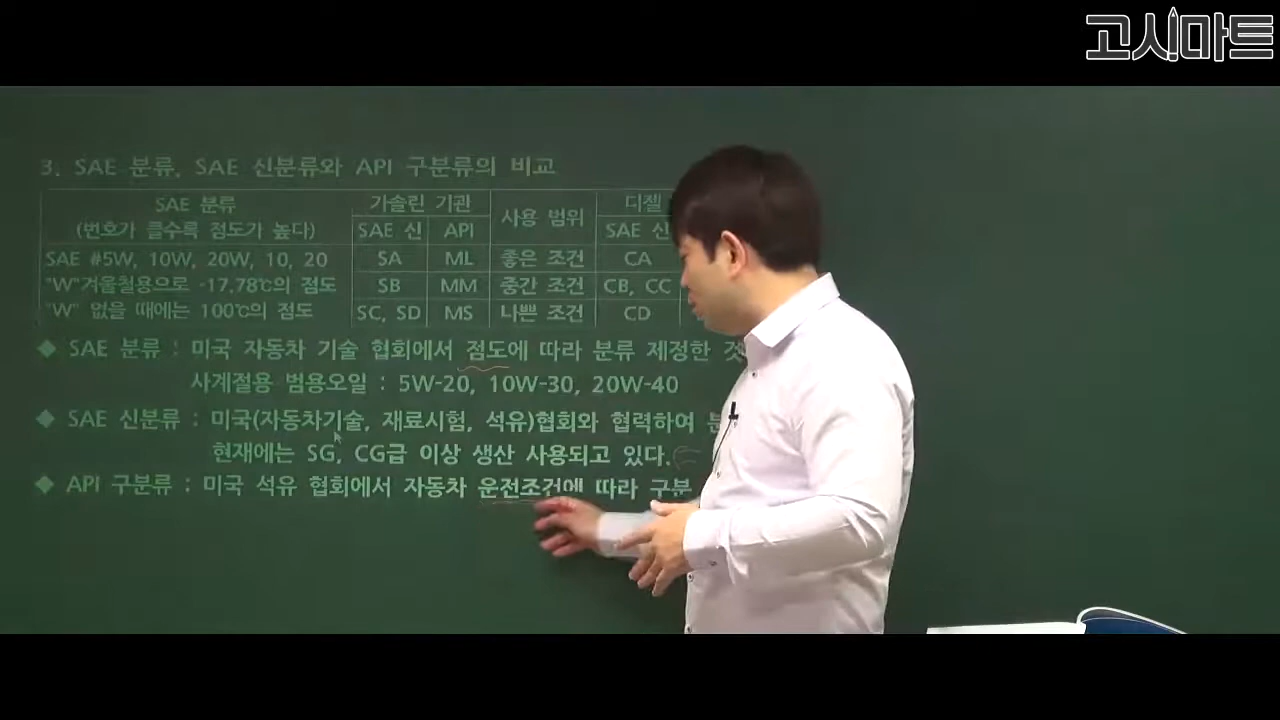 고시마트
3. SAE 분류, SAE 신분류와 API 구분류의 비교
SAE 분류 가솔린 기관 사용 범위 디젤
(번호가 클수록 점도가 높다) SAE 신 API SAE 신
SAE #5W, 10W, 20W, 10, 20 SA ML 좋은 조건 CA
"W"겨울철용으로 -17.78℃의 점도 SB MM 중간 조건 CB, CC
"W" 없을 때에는 100℃의 점도 SC, SD MS 나쁜 조건 CD
◆ SAE 분류 : 미국 자동차 기술 협회에서 점도에 따라 분류 제정한 것
사계절용 범용오일 : 5W-20, 10W-30, 20W-40
◆ SAE 신분류 : 미국(자동차기술, 재료시험, 석유)협회와 협력하여
현재에는 SG, CG급 이상 생산 사용되고 있다.
◆ API 구분류 : 미국 석유 협회에서 자동차 운전조건에 따라 구분